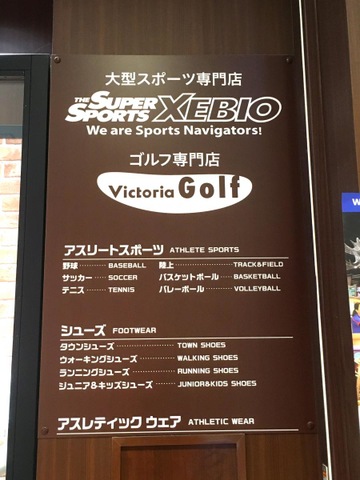 大型スポーツ専門店
THE SUPER SPORTS XEBIO
We are Sports Navigators!
ゴルフ専門店
Victoria Golf
アスリートスポーツ ATHLETE SPORTS
野球………BASEBALL 陸上………………TRACK&FIELD
サッカー……SOCCER バスケットボール……BASKETBALL
テニス………TENNIS バレーボール………VOLLEYBALL
シューズ FOOTWEAR
タウンシューズ………………TOWN SHOES
ウォーキングシューズ…………WALKING SHOES
ランニングシューズ……………RUNNING SHOES
ジュニア&キッズシューズ………JUNIOR&KIDS SHOES
アスレティック ウェア ATHLETIC WEAR